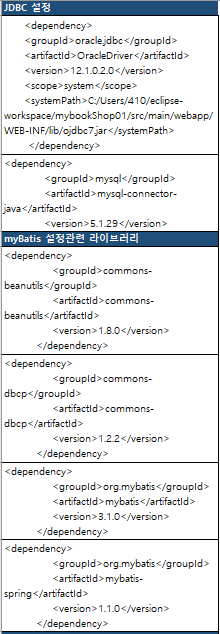 JDBC 설정
<dependency>
<groupId>oracle.jdbc</groupId>
<artifactId>OracleDriver</artifactId>
<version>12.1.0.2.0</version>
<scope>system</scope>
<systemPath>C:/Users/410/eclipse-
workspace/mybookShop01/src/main/webapp/
WEB-INF/lib/ojdbc7.jar</systemPath>
</dependency>
<dependency>
<groupId>mysql</groupId>
<artifactId>mysql-connector-
java</artifactId>
<version>5.1.29</version>
myBatis 설정관련 라이브러리
<dependency>
<groupId>commons-
beanutils</groupId>
<artifactId>commons-
beanutils</artifactId>
<version>1.8.0</version>
</dependency>
<dependency>
<groupId>commons-
dbcp</groupId>
<artifactId>commons-
dbcp</artifactId>
<version>1.2.2</version>
</dependency>
<dependency>
<groupId>org.mybatis</groupId>
<artifactId>mybatis</artifactId>
<version>3.1.0</version>
</dependency>
<dependency>
<groupId>org.mybatis</groupId>
<artifactId>mybatis-
spring</artifactId>
<version>1.1.0</version>
</dependency>